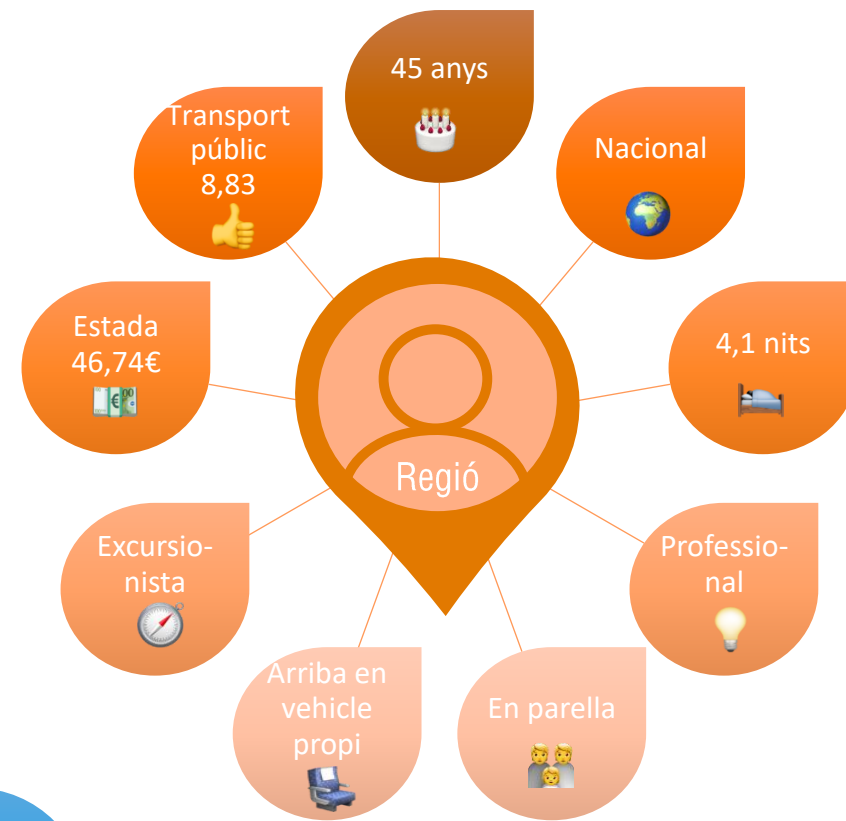 45 anys
Nacional
4,1 nits
Professio-
nal
En parella
Arriba en
vehicle
propi
Excursio-
nista
Estada
46,74€
Transport
públic
8,83
Regió